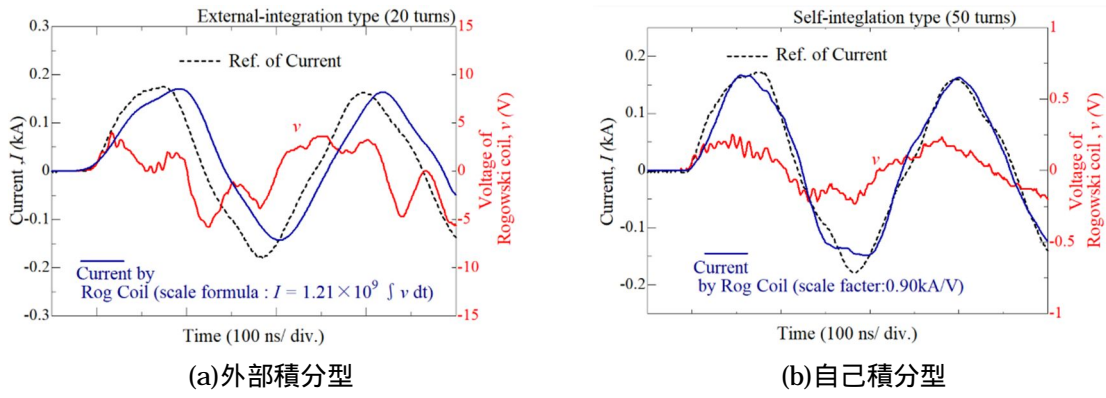 External-integration type (20 turns)
0.3
0.2
0.1
0
-0.1
-0.2
-0.3
Current ,I (kA)
Ref. of Current
v
Current by
Rog Coil (scale formula : I = 1.21×10⁹ ∫ v dt)
15
10
5
0
-5
-10
-15
Voltage of
Rogowski coil, v (V)
Time (100 ns/ div.)
(a)外部積分型
Self-integlation type (50 turns)
0.2
0.1
0
-0.1
-0.2
Current, I (kA)
Ref. of Current
v
Current
by Rog Coil (scale facter:0.90kA/V)
1
0.5
0
-0.5
-1
Voltage of
Rogowski coil , v (V)
Time (100 ns/ div.)
(b)自己積分型